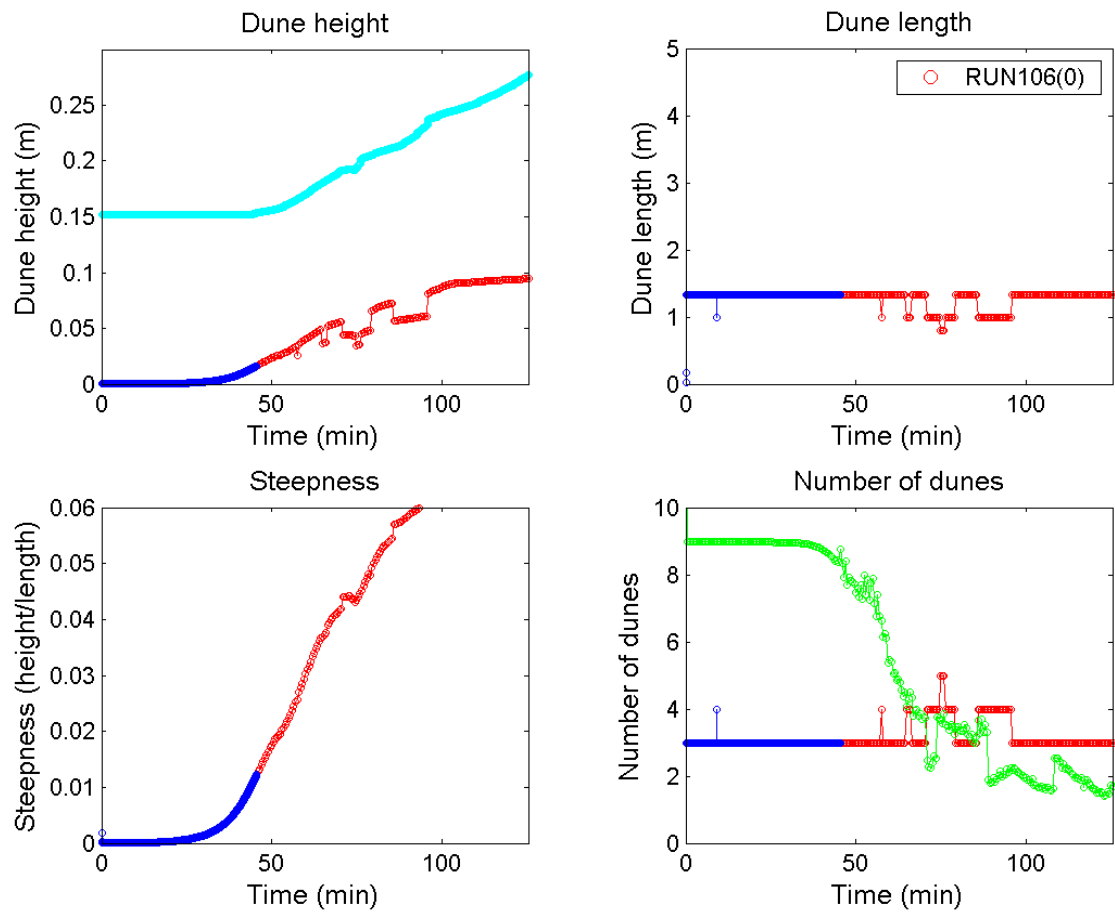 Dune height
Dune height (m)
0.25
0.2
0.15
0.1
0.05
0
0 50 100
Time (min)
Dune length
Dune length (m)
5
4
3
2
1
0
RUN106(0)
0 50 100
Time (min)
Steepness
Steepness (height/length)
0.06
0.05
0.04
0.03
0.02
0.01
0
0 50 100
Time (min)
Number of dunes
Number of dunes
10
8
6
4
2
0
0 50 100
Time (min)